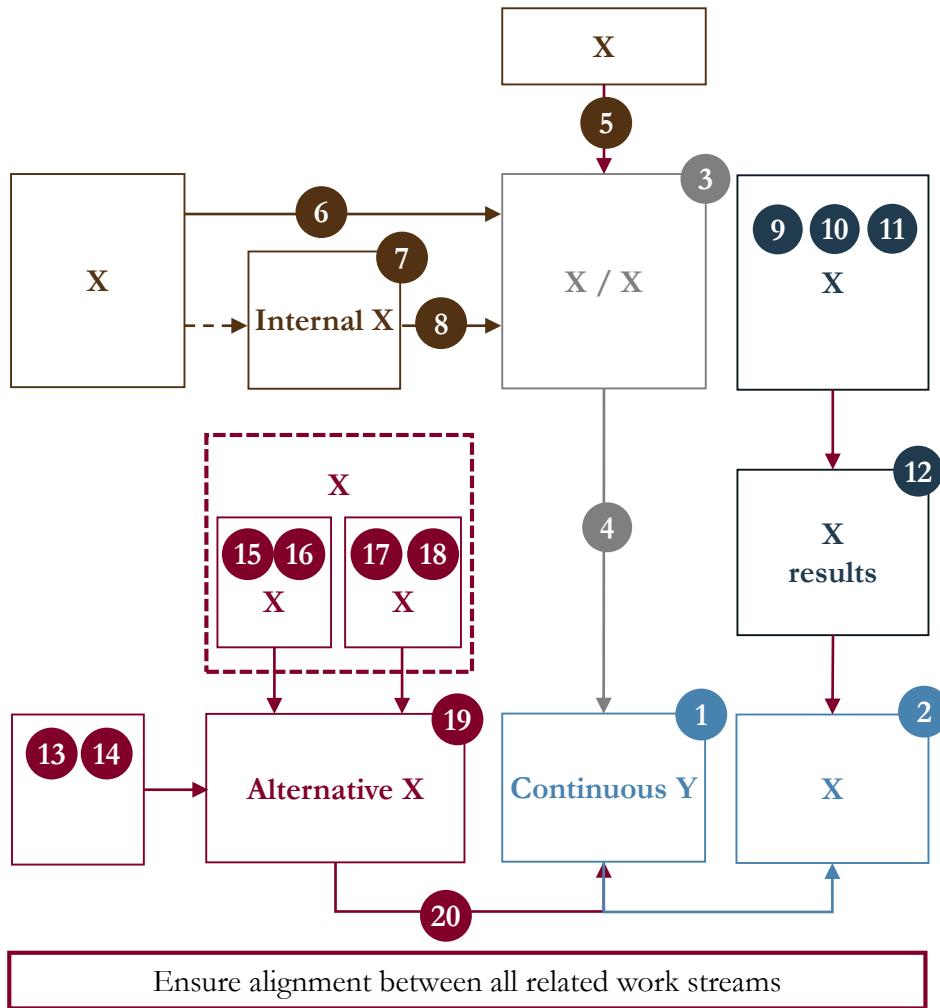 X
5
3
6
9 10 11
7
X
X / X
X
Internal X
8
12
X
4
15 16
17 18
X
X
X
results
19
1
2
13 14
Alternative X
Continuous Y
X
20
Ensure alignment between all related work streams